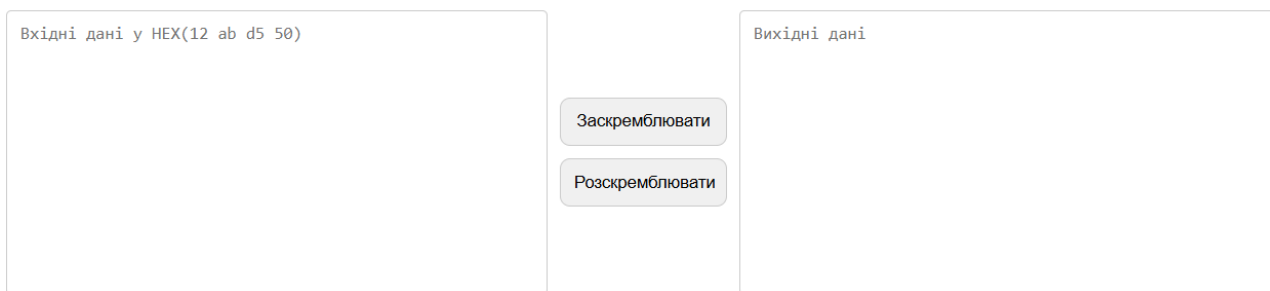 Вхідні дані у HEX(12 ab d5 50)
Вихідні дані
Заскремблювати
Розскремблювати